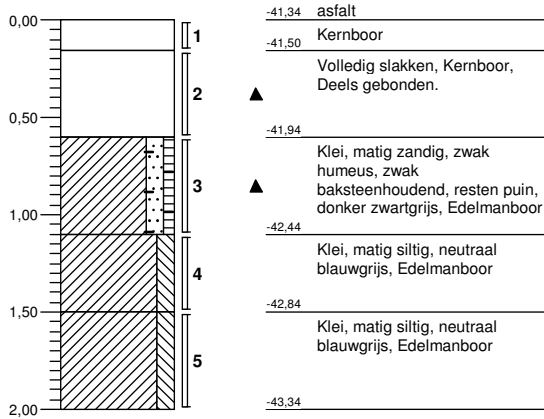 0,00
0,50
1,00
1,50
2,00
1
2
3
4
5
-41,34 asfalt
-41,50 Kernboor
Volledig slakken, Kernboor,
Deels gebonden.
-41,94
Klei, matig zandig, zwak
humeus, zwak
baksteenhoudend, resten puin,
donker zwartgrijs, Edelmanboor
-42,44
Klei, matig siltig, neutraal
blauwgrijs, Edelmanboor
-42,84
Klei, matig siltig, neutraal
blauwgrijs, Edelmanboor
-43,34